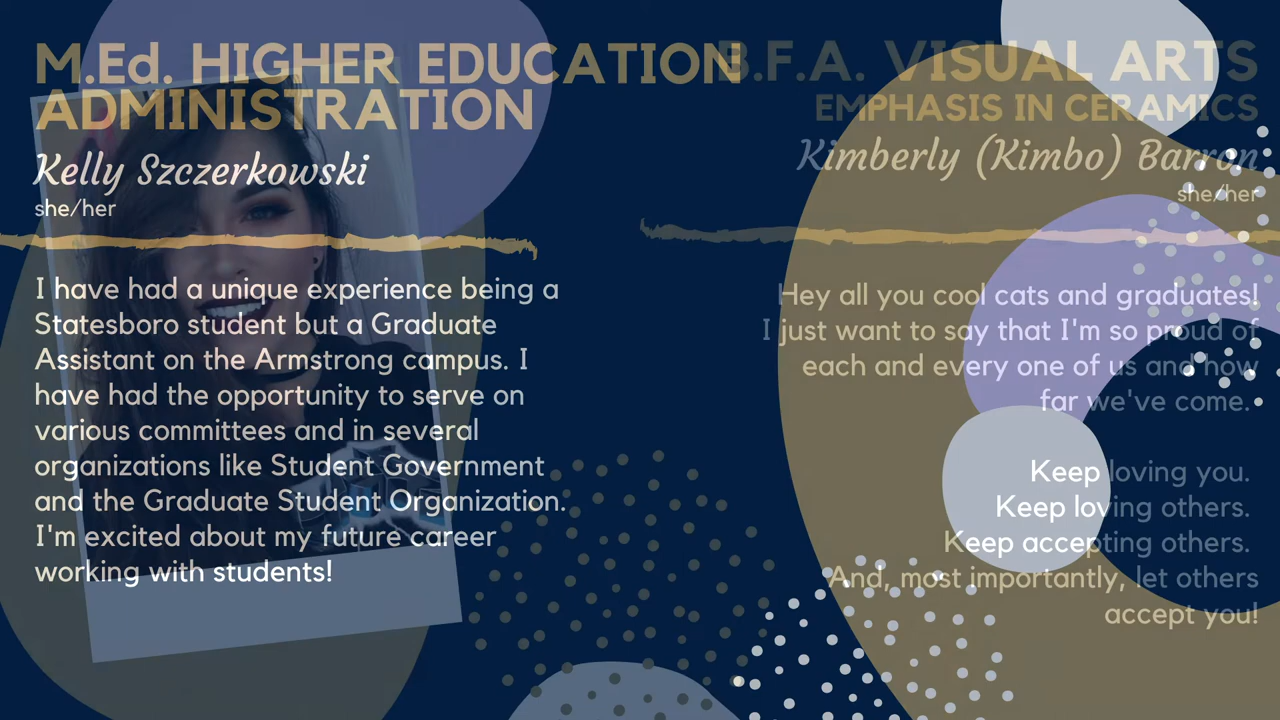 M.Ed. HIGHER EDUCATION
ADMINISTRATION
Kelly Szczerkowski
she/her
I have had a unique experience being a
Statesboro student but a Graduate
Assistant on the Armstrong campus. I
have had the opportunity to serve on
various committees and in several
organizations like Student Government
and the Graduate Student Organization.
I'm excited about my future career
working with students!
B.F.A. VISUAL ARTS
EMPHASIS IN CERAMICS
Kimberly (Kimbo) Barron
she/her
Hey all you cool cats and graduates!
I just want to say that I'm so proud of
each and every one of us and how
far we've come.
Keep loving you.
Keep loving others.
Keep accepting others.
And, most importantly, let others
accept you!